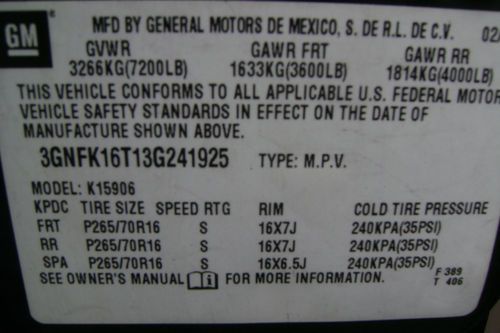 GM
MFD BY GENERAL MOTORS DE MEXICO, S. DE R.L. DE C.V. 02/
GVWR GAWR FRT GAWR RR
3266KG(7200LB) 1633KG(3600LB) 1814KG(4000LB)
THIS VEHICLE CONFORMS TO ALL APPLICABLE U.S. FEDERAL MOTOR
VEHICLE SAFETY STANDARDS IN EFFECT ON THE DATE OF
MANUFACTURE SHOWN ABOVE.
3GNFK16T13G241925 TYPE: M.P.V.
MODEL: K15906
KPDC TIRE SIZE SPEED RTG RIM COLD TIRE PRESSURE
FRT P265/70R16 S 16X7J 240KPA(35PSI)
RR P265/70R16 S 16X7J 240KPA(35PSI)
SPA P265/70R16 S 16X6.5J 240KPA(35PSI)
SEE OWNER'S MANUAL FOR MORE INFORMATION. F 389
T 406